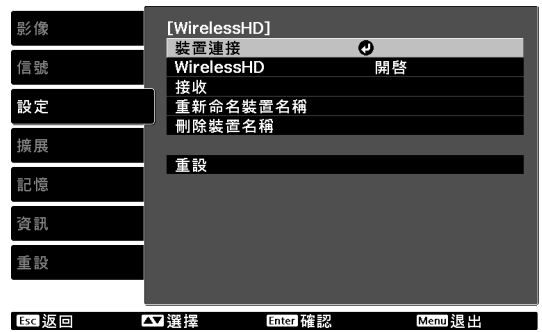 影像
信號
設定
擴展
記憶
資訊
重設
[WirelessHD]
裝置連接
WirelessHD 開啓
接收
重新命名裝置名稱
刪除裝置名稱
重設
Esc 返回 選擇 Enter 確認 Menu 退出